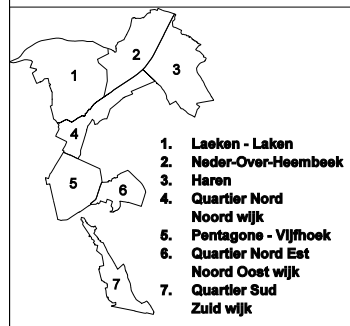 1
2
3
4
5
6
7
1. Laeken - Laken
2. Neder-Over-Heembeek
3. Haren
4. Quartier Nord
Noord wijk
5. Pentagone - Vijfhoek
6. Quartier Nord Est
Noord Oost wijk
7. Quartier Sud
Zuid wijk